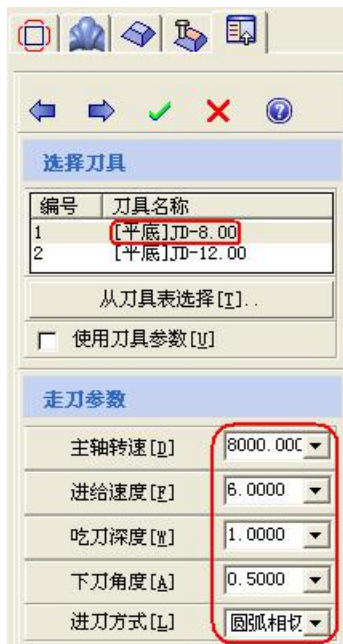 选择刀具
编号 刀具名称
1 [平底]JD-8.00
2 [平底]JD-12.00
从刀具表选择[T]..
使用刀具参数[U]
走刀参数
主轴转速[D] 8000.000
进给速度[F] 6.0000
吃刀深度[W] 1.0000
下刀角度[A] 0.5000
进刀方式[L] 圆弧相切